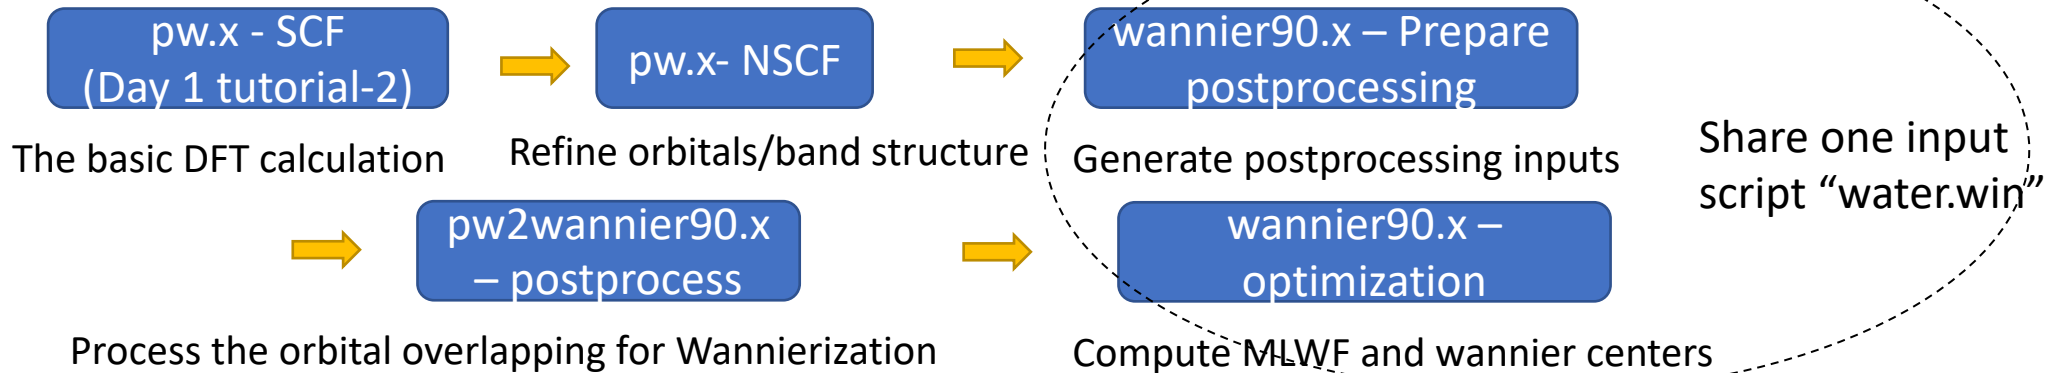 pw.x - SCF
(Day 1 tutorial-2)
pw.x- NSCF
wannier90.x – Prepare
postprocessing
The basic DFT calculation
Refine orbitals/band structure
Generate postprocessing inputs
Share one input
script “water.win”
pw2wannier90.x
– postprocess
wannier90.x –
optimization
Process the orbital overlapping for Wannierization
Compute MLWF and wannier centers